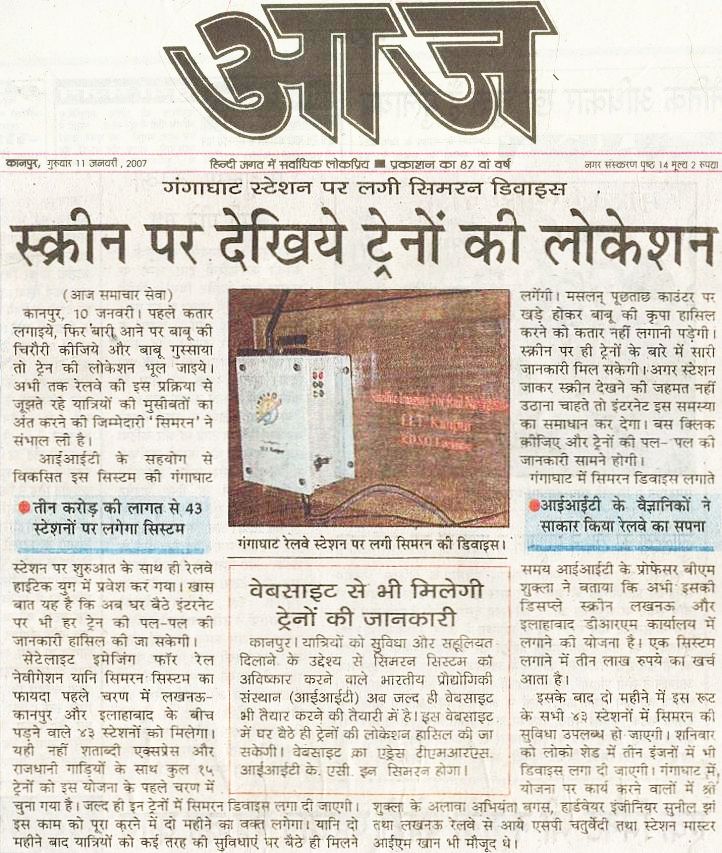 आज
कानपुर, गुरुवार 11 जनवरी, 2007
हिन्दी जगत में सर्वाधिक लोकप्रिय ■ प्रकाशन का 87 वां वर्ष
नगर संस्करण पृष्ठ 14 मूल्य 2 रुपया
गंगाघाट स्टेशन पर लगी सिमरन डिवाइस
स्क्रीन पर देखिये ट्रेनों की लोकेशन
(आज समाचार सेवा)
कानपुर, 10 जनवरी। पहले कतार
लगाइये, फिर बारी आने पर बाबू की
चिरौरी कीजिये और बाबू गुस्साया
तो ट्रेन की लोकेशन भूल जाइये।
अभी तक रेलवे की इस प्रक्रिया से
जूझते रहे यात्रियों की मुसीबतों का
अंत करने की जिम्मेदारी 'सिमरन' ने
संभाल ली है।
आईआईटी के सहयोग से
विकसित इस सिस्टम की गंगाघाट
● तीन करोड़ की लागत से 43
स्टेशनों पर लगेगा सिस्टम
स्टेशन पर शुरुआत के साथ ही रेलवे
हाइटिक युग में प्रवेश कर गया। खास
बात यह है कि अब घर बैठे इंटरनेट
पर भी हर ट्रेन की पल-पल की
जानकारी हासिल की जा सकेगी।
सेटेलाइट इमेजिंग फॉर रेल
नेवीगेशन यानि सिमरन सिस्टम का
फायदा पहले चरण में लखनऊ-
कानपुर और इलाहाबाद के बीच
पड़ने वाले ४३ स्टेशनों को मिलेगा।
यही नहीं शताब्दी एक्सप्रेस और
राजधानी गाड़ियों के साथ कुल १५
ट्रेनों को इस योजना के पहले चरण में
चुना गया है। जल्द ही इन ट्रेनों में सिमरन डिवाइस लगा दी जाएगी।
इस काम को पूरा करने में दो महीने का वक्त लगेगा। यानि दो
महीने बाद यात्रियों को कई तरह की सुविधाएं घर बैठे ही मिलने
Satellite Imaging For Rail Navigation
IIT Kanpur
RDSO Lucknow
गंगाघाट रेलवे स्टेशन पर लगी सिमरन की डिवाइस।
वेबसाइट से भी मिलेगी
ट्रेनों की जानकारी
कानपुर। यात्रियों को सुविधा और सहूलियत
दिलाने के उद्देश्य से सिमरन सिस्टम को
अविष्कार करने वाले भारतीय प्रौद्योगिकी
संस्थान (आईआईटी) अब जल्द ही वेबसाइट
भी तैयार करने की तैयारी में है। इस वेबसाइट
में घर बैठे ही ट्रेनों की लोकेशन हासिल की जा
सकेगी। वेबसाइट का एड्रेस टीएमआरएस.
आईआईटी के. एसी. इन सिमरन होगा।
लगेंगी। मसलन् पूछताछ काउंटर पर
खड़े होकर बाबू की कृपा हासिल
करने को कतार नहीं लगानी पड़ेगी।
स्क्रीन पर ही ट्रेनों के बारे में सारी
जानकारी मिल सकेगी। अगर स्टेशन
जाकर स्क्रीन देखने की जहमत नहीं
उठाना चाहते तो इंटरनेट इस समस्या
का समाधान कर देगा। बस क्लिक
कीजिए और ट्रेनों की पल- पल की
जानकारी सामने होगी।
गंगाघाट में सिमरन डिवाइस लगाते
● आईआईटी के वैज्ञानिकों ने
साकार किया रेलवे का सपना
समय आईआईटी के प्रोफेसर बीएम
शुक्ला ने बताया कि अभी इसकी
डिसप्ले स्क्रीन लखनऊ और
इलाहाबाद डीआरएम कार्यालय में
लगाने की योजना है। एक सिस्टम
लगाने में तीन लाख रुपये का खर्च
आता है।
इसके बाद दो महीने में इस रूट
के सभी ४३ स्टेशनों में सिमरन की
सुविधा उपलब्ध हो जाएगी। शनिवार
को लोको शेड में तीन इंजनों में भी
डिवाइस लगा दी जाएगी। गंगाघाट में
योजना पर कार्य करने वालों में श्री
शुक्ला के अलावा अभियंता बगस, हार्डवेयर इंजीनियर सुनील झां
तथा लखनऊ रेलवे से आये एसपी चतुर्वेदी तथा स्टेशन मास्टर
आईएम खान भी मौजूद थे।